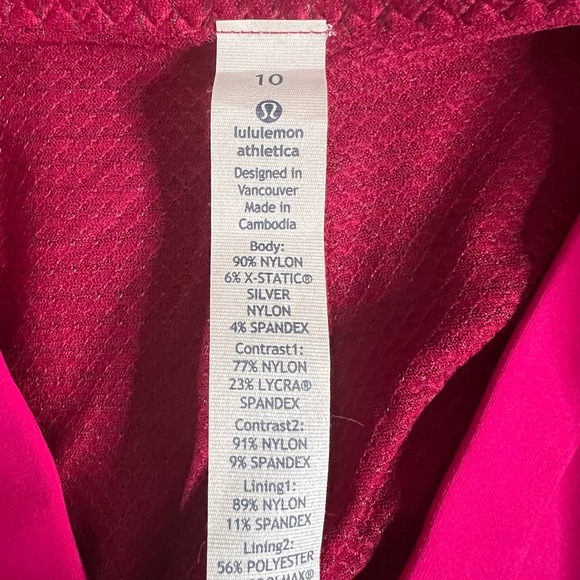 10
lululemon
athletica
Designed in
Vancouver
Made in
Cambodia
Body:
90% NYLON
6% X-STATIC®
SILVER
NYLON
4% SPANDEX
Contrast1:
77% NYLON
23% LYCRA®
SPANDEX
Contrast2:
91% NYLON
9% SPANDEX
Lining1:
89% NYLON
11% SPANDEX
Lining2:
56% POLYESTER